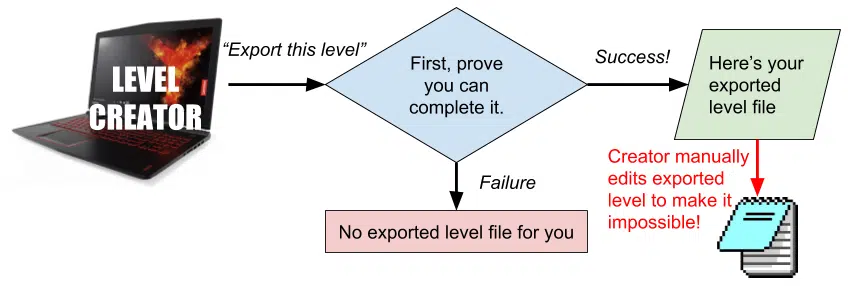 LEVEL
CREATOR
“Export this level”
First, prove
you can
complete it.
Success!
Here’s your
exported
level file
Failure
No exported level file for you
Creator manually
edits exported
level to make it
impossible!